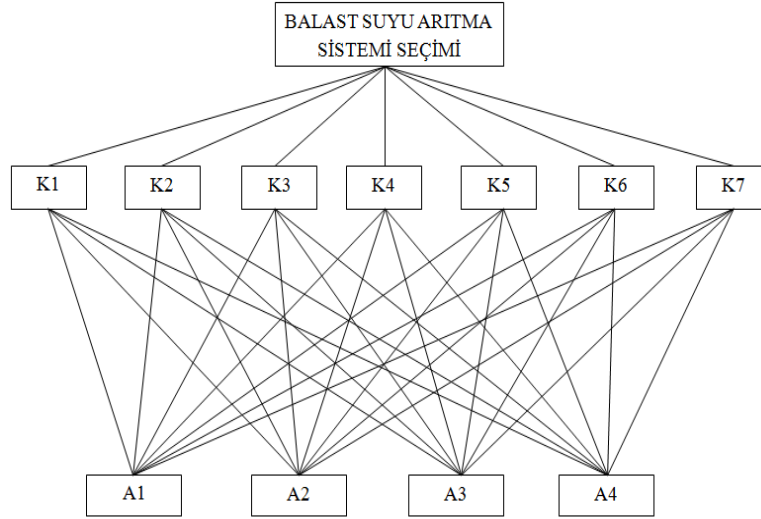 BALAST SUYU ARITMA
SİSTEMİ SEÇİMİ
K1 K2 K3 K4 K5 K6 K7
A1 A2 A3 A4